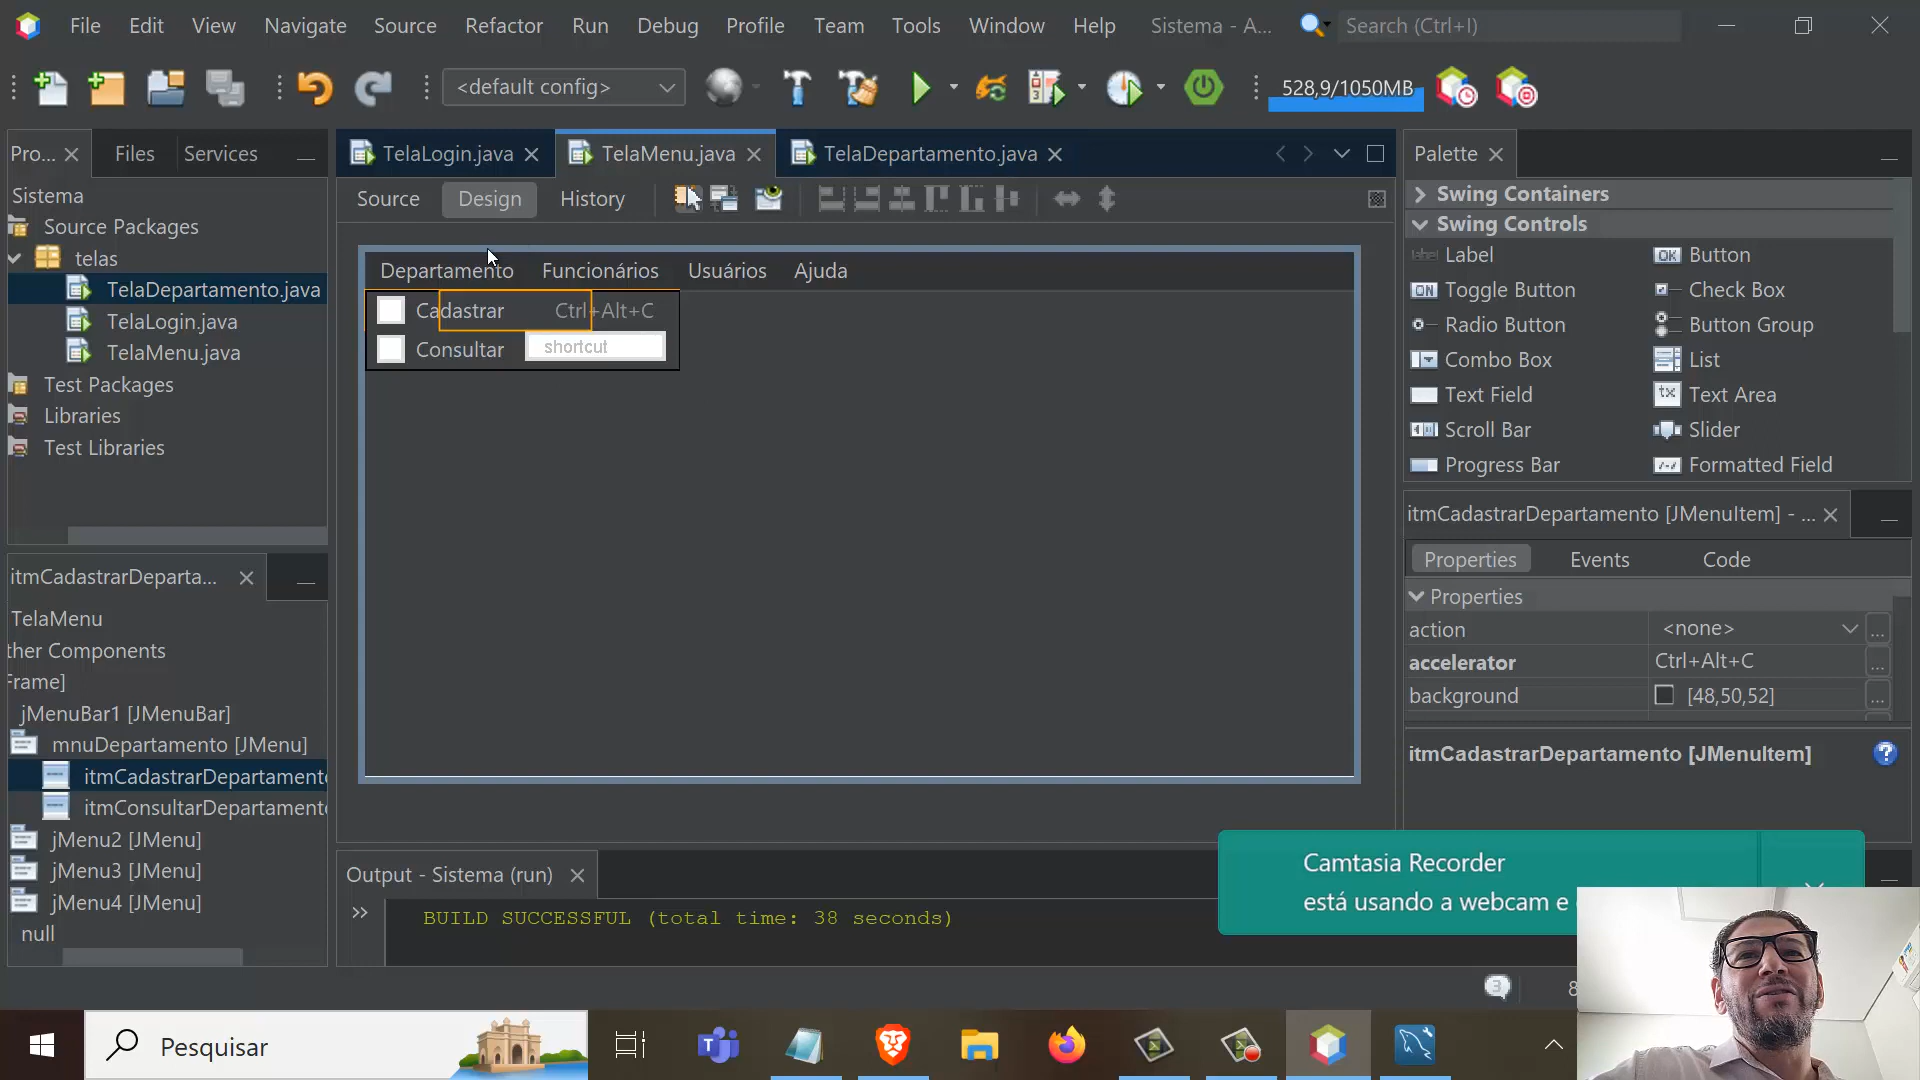 File Edit View Navigate Source Refactor Run Debug Profile Team Tools Window Help Sistema - A... Search (Ctrl+I)
<default config> 528,9/1050MB
Pro... Files Services
Sistema
Source Packages
telas
TelaDepartamento.java
TelaLogin.java
TelaMenu.java
Test Packages
Libraries
Test Libraries
itmCadastrarDeparta...
TelaMenu
ther Components
Frame]
jMenuBar1 [JMenuBar]
mnuDepartamento [JMenu]
itmCadastrarDepartamento
itmConsultarDepartamento
jMenu2 [JMenu]
jMenu3 [JMenu]
jMenu4 [JMenu]
null
TelaLogin.java TelaMenu.java TelaDepartamento.java
Source Design History
Departamento Funcionários Usuários Ajuda
Cadastrar Ctrl+Alt+C
Consultar shortcut
Output - Sistema (run)
BUILD SUCCESSFUL (total time: 38 seconds)
Palette
Swing Containers
Swing Controls
Label Button
Toggle Button Check Box
Radio Button Button Group
Combo Box List
Text Field Text Area
Scroll Bar Slider
Progress Bar Formatted Field
itmCadastrarDepartamento [JMenuItem] - ...
Properties Events Code
Properties
action <none> ...
accelerator Ctrl+Alt+C ...
background [48,50,52] ...
itmCadastrarDepartamento [JMenuItem]
Camtasia Recorder
está usando a webcam e
3
Pesquisar